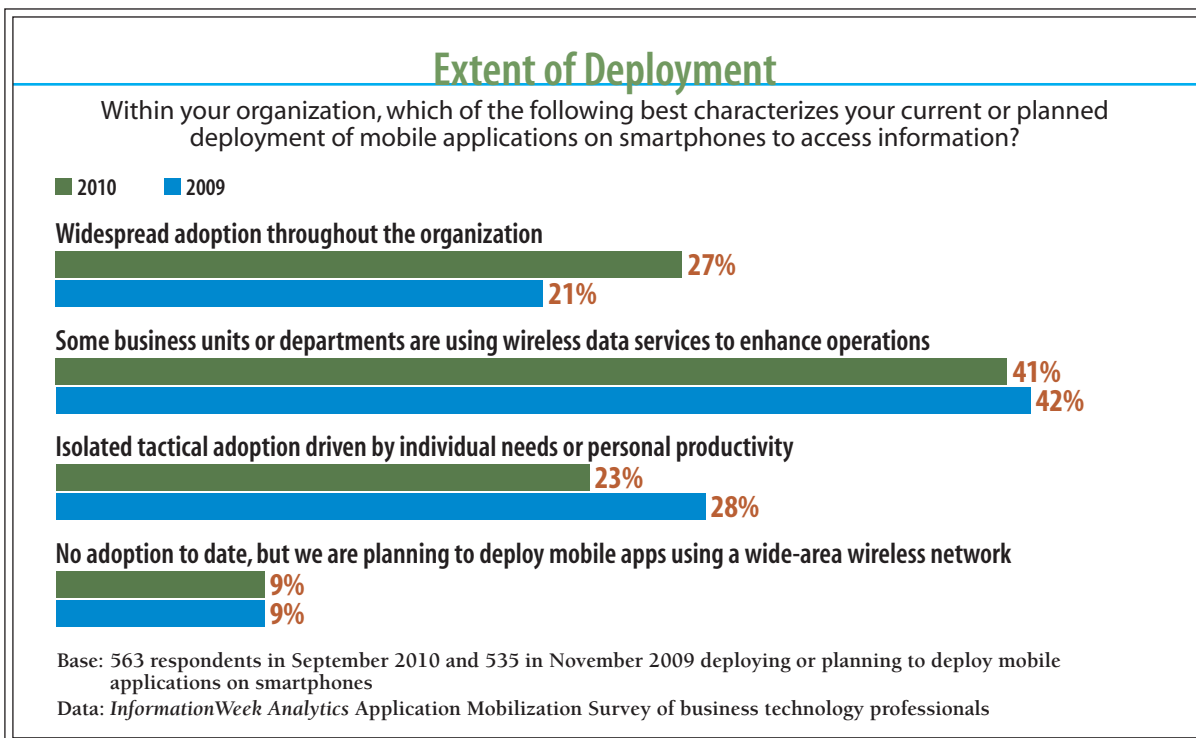 Extent of Deployment
Within your organization, which of the following best characterizes your current or planned
deployment of mobile applications on smartphones to access information?
2010 2009
Widespread adoption throughout the organization
27%
21%
Some business units or departments are using wireless data services to enhance operations
41%
42%
Isolated tactical adoption driven by individual needs or personal productivity
23%
28%
No adoption to date, but we are planning to deploy mobile apps using a wide-area wireless network
9%
9%
Base: 563 respondents in September 2010 and 535 in November 2009 deploying or planning to deploy mobile
applications on smartphones
Data: InformationWeek Analytics Application Mobilization Survey of business technology professionals